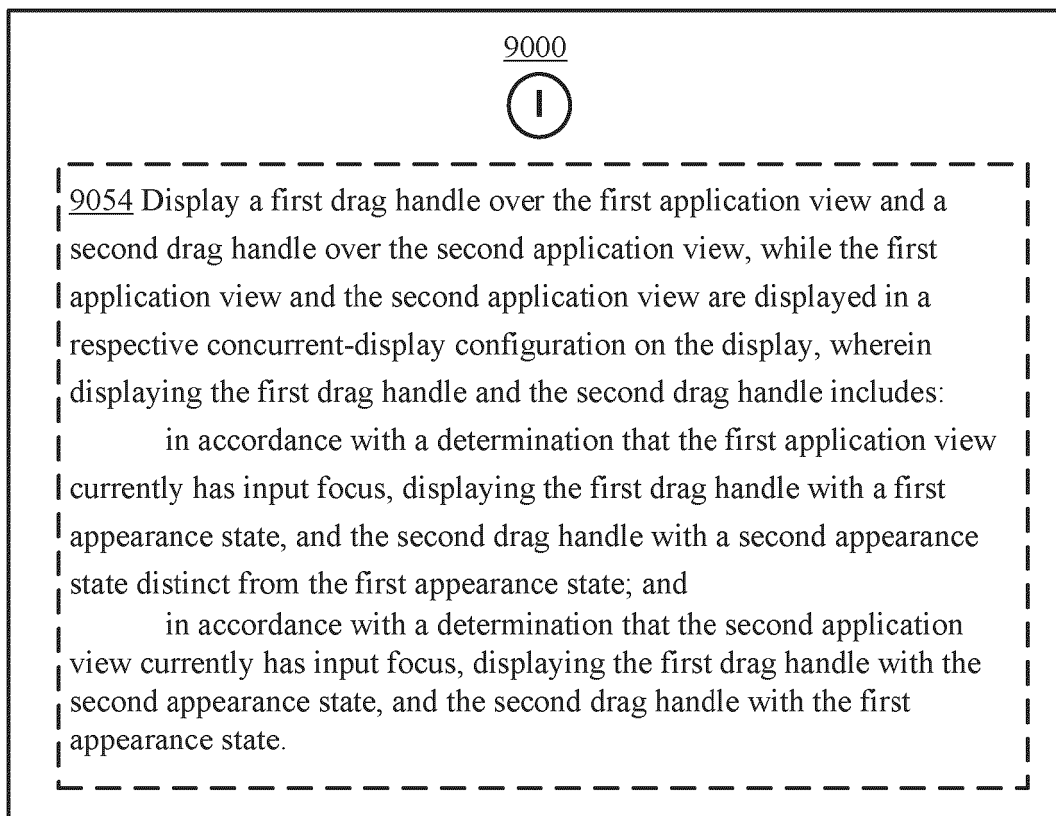 9000
I
9054 Display a first drag handle over the first application view and a
second drag handle over the second application view, while the first
application view and the second application view are displayed in a
respective concurrent-display configuration on the display, wherein
displaying the first drag handle and the second drag handle includes:
in accordance with a determination that the first application view
currently has input focus, displaying the first drag handle with a first
appearance state, and the second drag handle with a second appearance
state distinct from the first appearance state; and
in accordance with a determination that the second application
view currently has input focus, displaying the first drag handle with the
second appearance state, and the second drag handle with the first
appearance state.